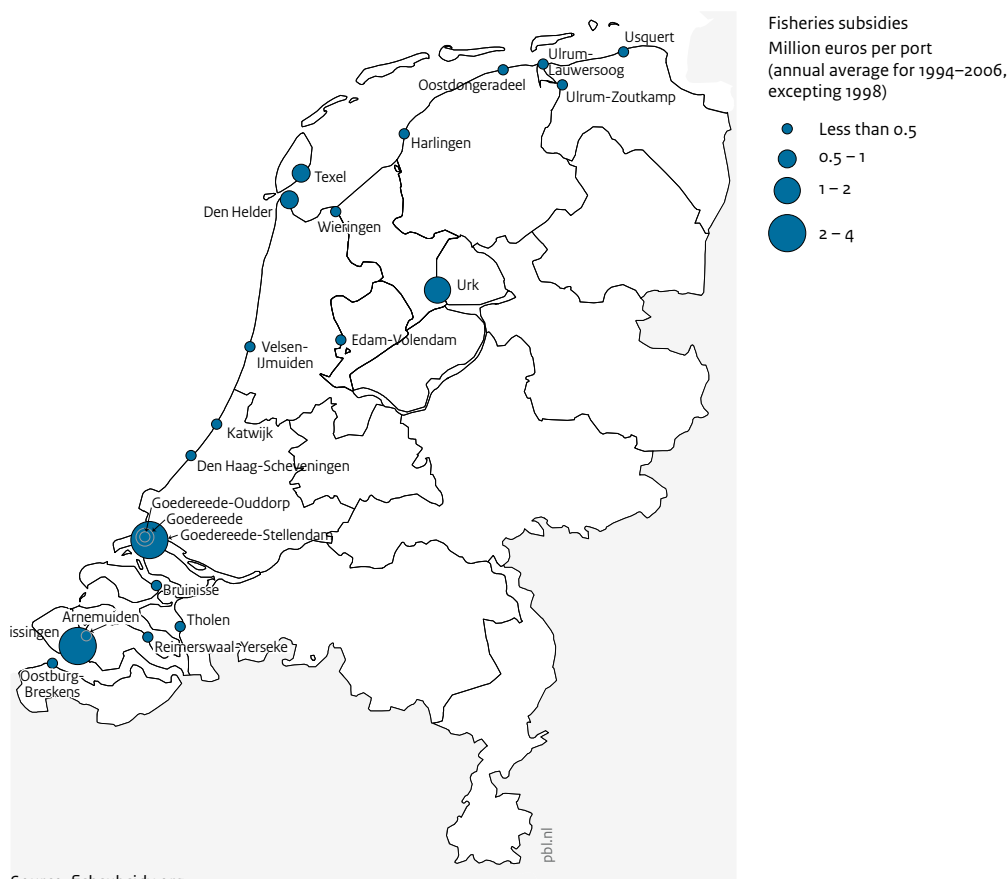 Fisheries subsidies
Million euros per port
(annual average for 1994–2006,
excepting 1998)
Less than 0.5
0.5 – 1
1 – 2
2 – 4
Usquert
Ulrum-
Lauwersoog
Oostdongeradeel
Ulrum-Zoutkamp
Harlingen
Texel
Den Helder
Wieringen
Urk
Edam-Volendam
Velsen-
IJmuiden
Katwijk
Den Haag-Scheveningen
Goedereede-Ouddorp
Goedereede
Goedereede-Stellendam
Bruinisse
Arnemuiden
Tholen
issingen
Reimerswaal-Yerseke
Oostburg-
Breskens
pbl.nl